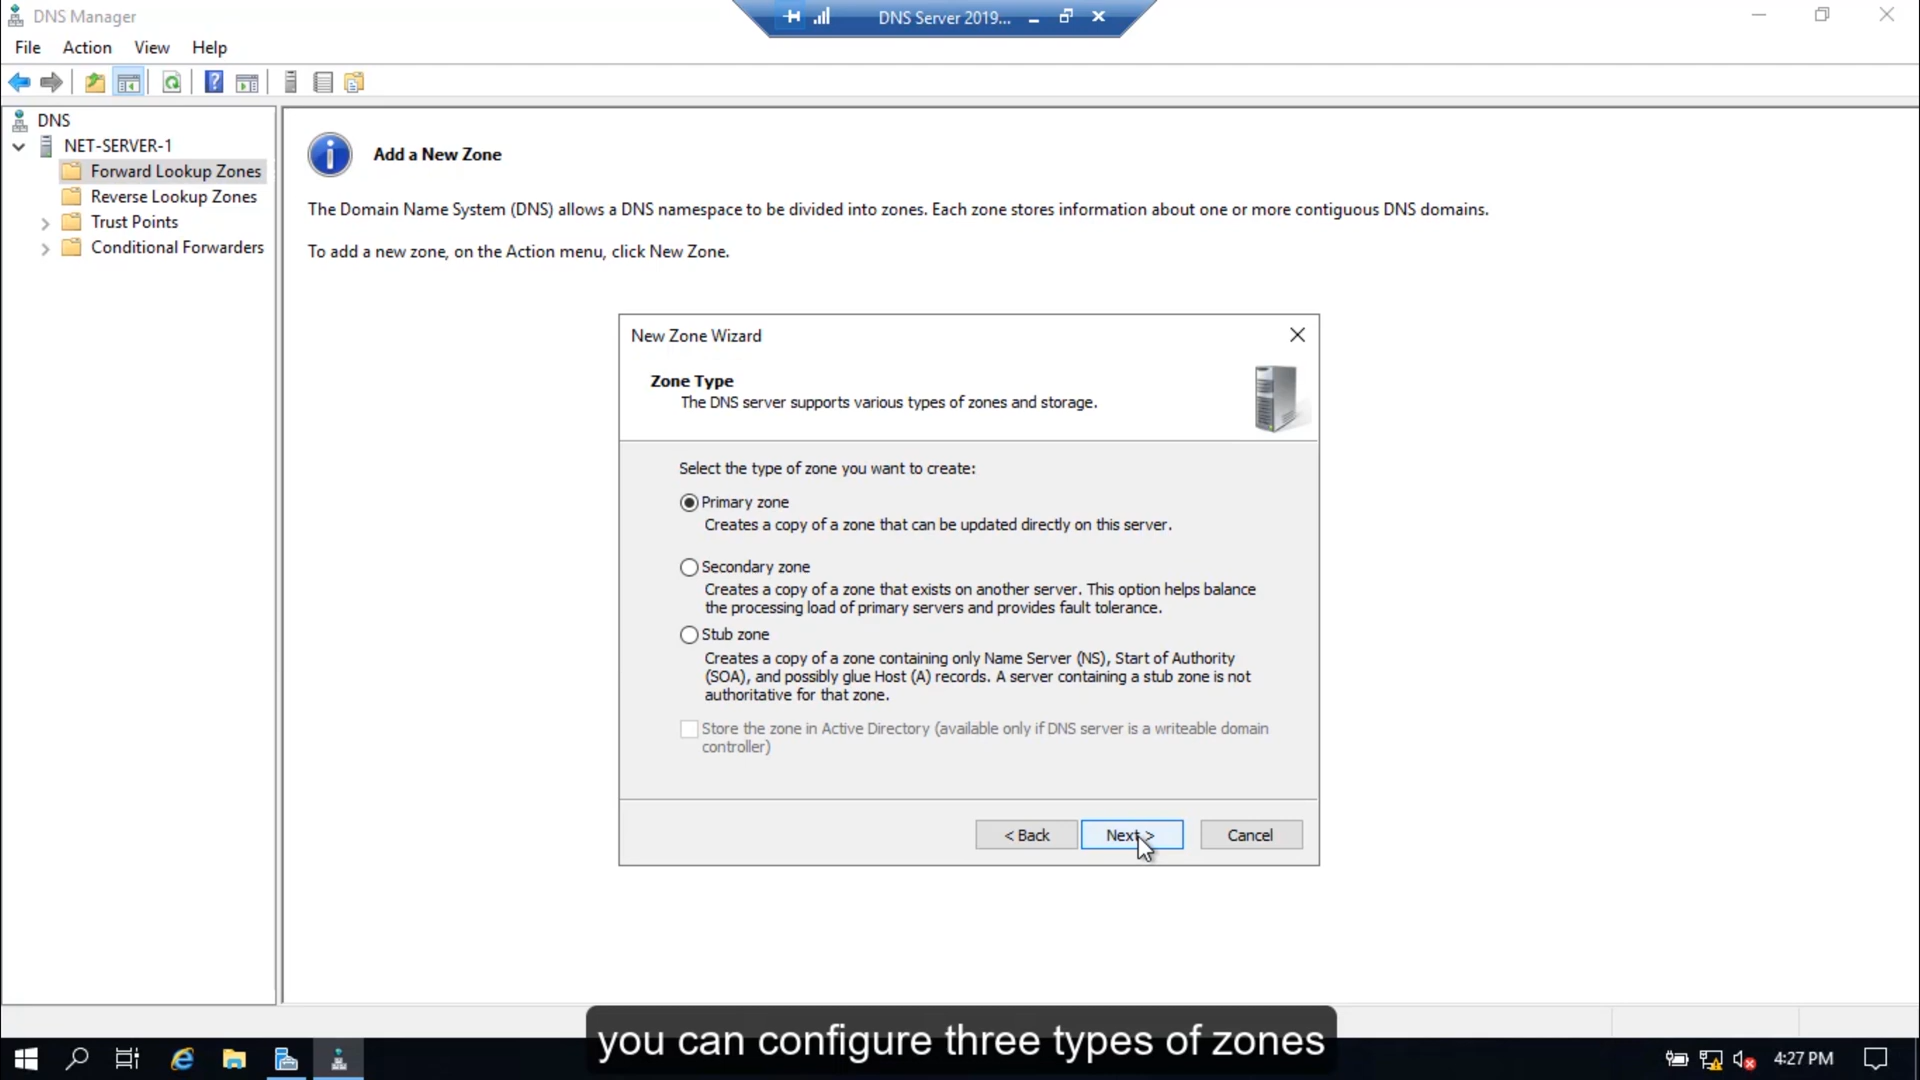 DNS Manager
DNS Server 2019...
File Action View Help
DNS
NET-SERVER-1
Forward Lookup Zones
Reverse Lookup Zones
Trust Points
Conditional Forwarders
Add a New Zone
The Domain Name System (DNS) allows a DNS namespace to be divided into zones. Each zone stores information about one or more contiguous DNS domains.
To add a new zone, on the Action menu, click New Zone.
New Zone Wizard
Zone Type
The DNS server supports various types of zones and storage.
Select the type of zone you want to create:
Primary zone
Creates a copy of a zone that can be updated directly on this server.
Secondary zone
Creates a copy of a zone that exists on another server. This option helps balance
the processing load of primary servers and provides fault tolerance.
Stub zone
Creates a copy of a zone containing only Name Server (NS), Start of Authority
(SOA), and possibly glue Host (A) records. A server containing a stub zone is not
authoritative for that zone.
Store the zone in Active Directory (available only if DNS server is a writeable domain
controller)
< Back Next > Cancel
you can configure three types of zones
4:27 PM